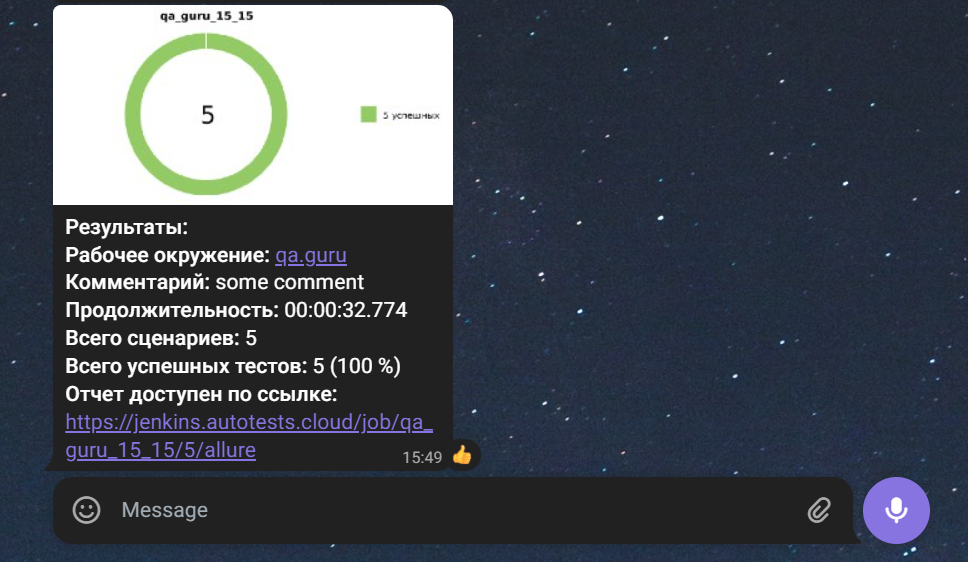 qa_guru_15_15
5
5 успешных
Результаты:
Рабочее окружение: qa.guru
Комментарий: some comment
Продолжительность: 00:00:32.774
Всего сценариев: 5
Всего успешных тестов: 5 (100 %)
Отчет доступен по ссылке:
https://jenkins.autotests.cloud/job/qa_
guru_15_15/5/allure
15:49
Message